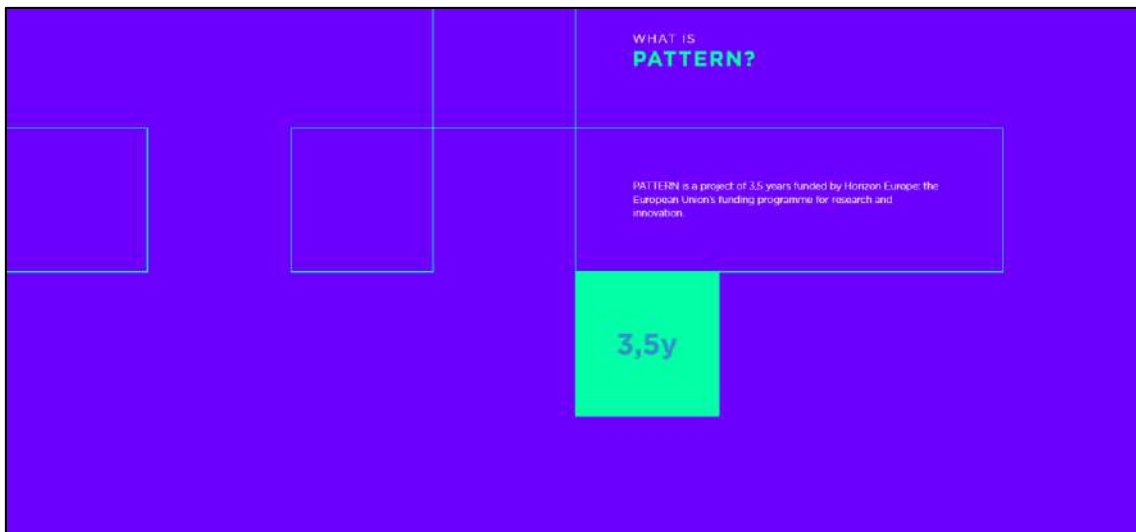 WHAT IS
PATTERN?
PATTERN is a project of 3,5 years funded by Horizon Europe: the
European Union's funding programme for research and
innovation.
3,5y